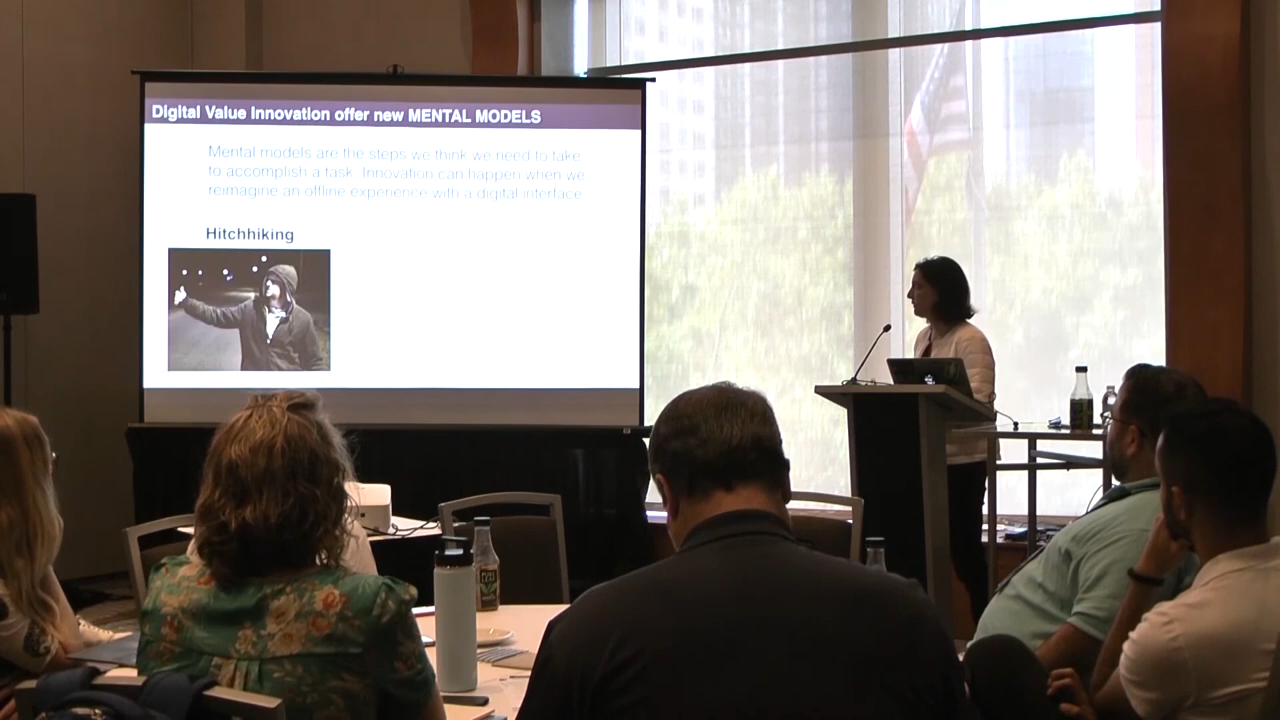 Digital Value Innovation offer new MENTAL MODELS
Mental models are the steps we think we need to take
to accomplish a task. Innovation can happen when we
reimagine an offline experience with a digital interface.
Hitchhiking